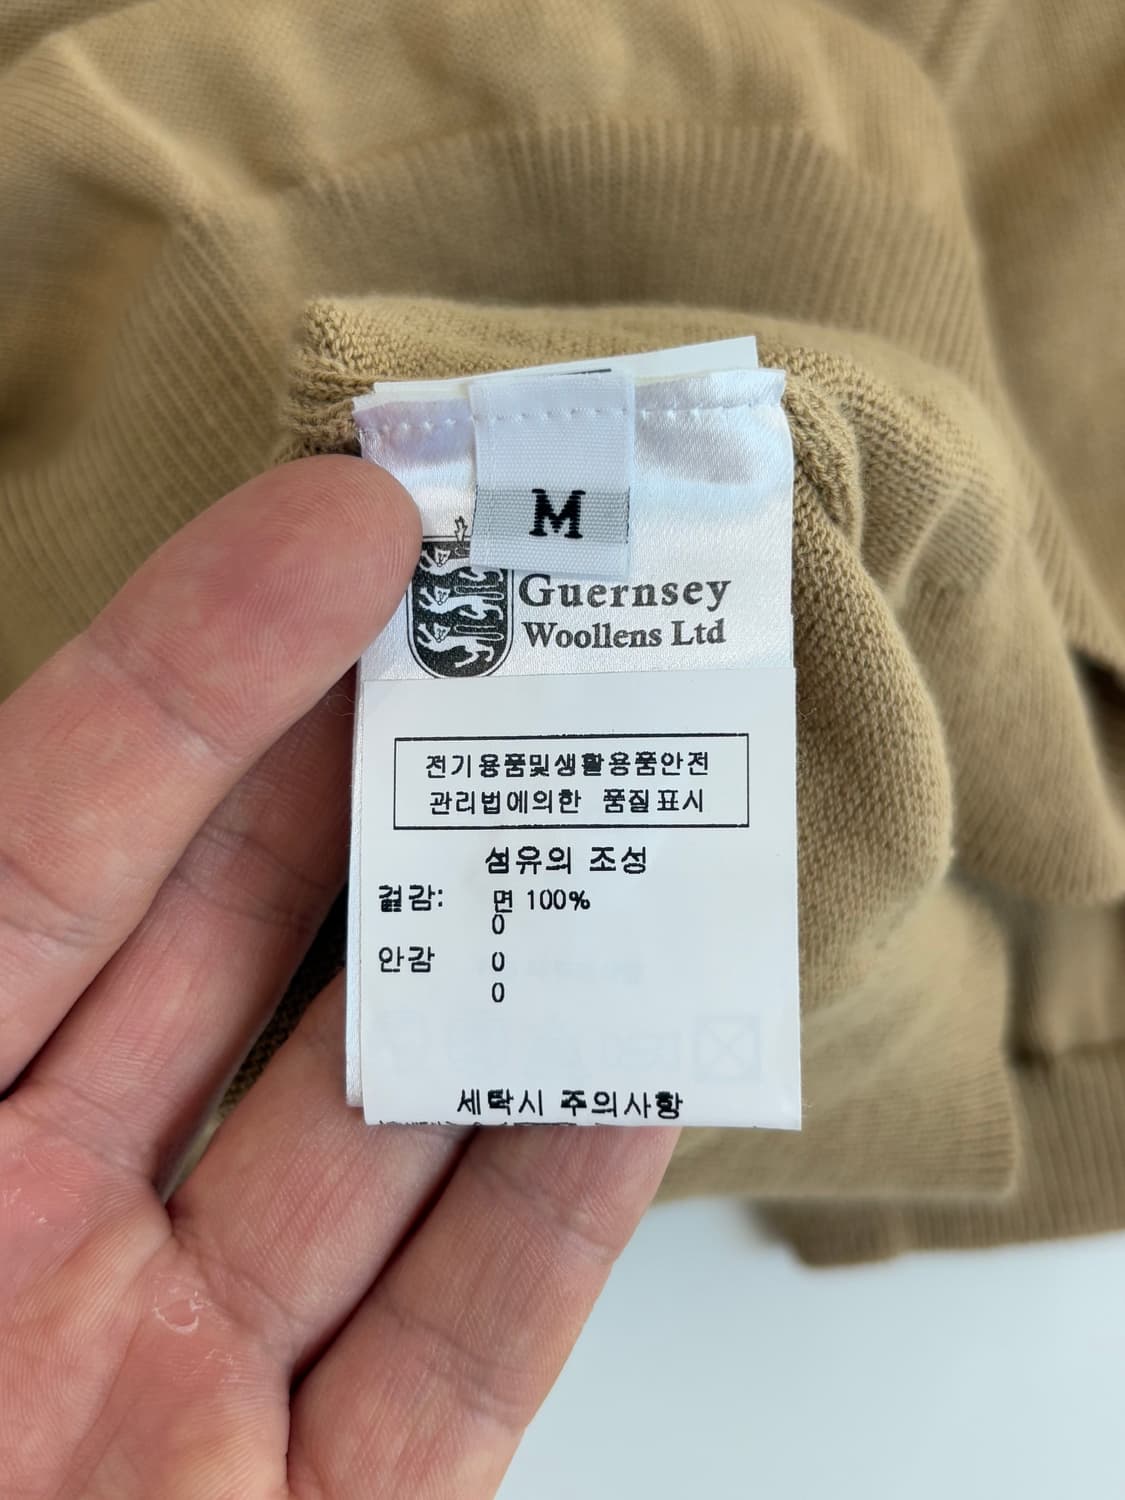 M
Guernsey
Woollens Ltd
전기용품및생활용품안전
관리법에의한 품질표시
섬유의 조성
겉감: 면 100%
0
안감 0
0
세탁시 주의사항